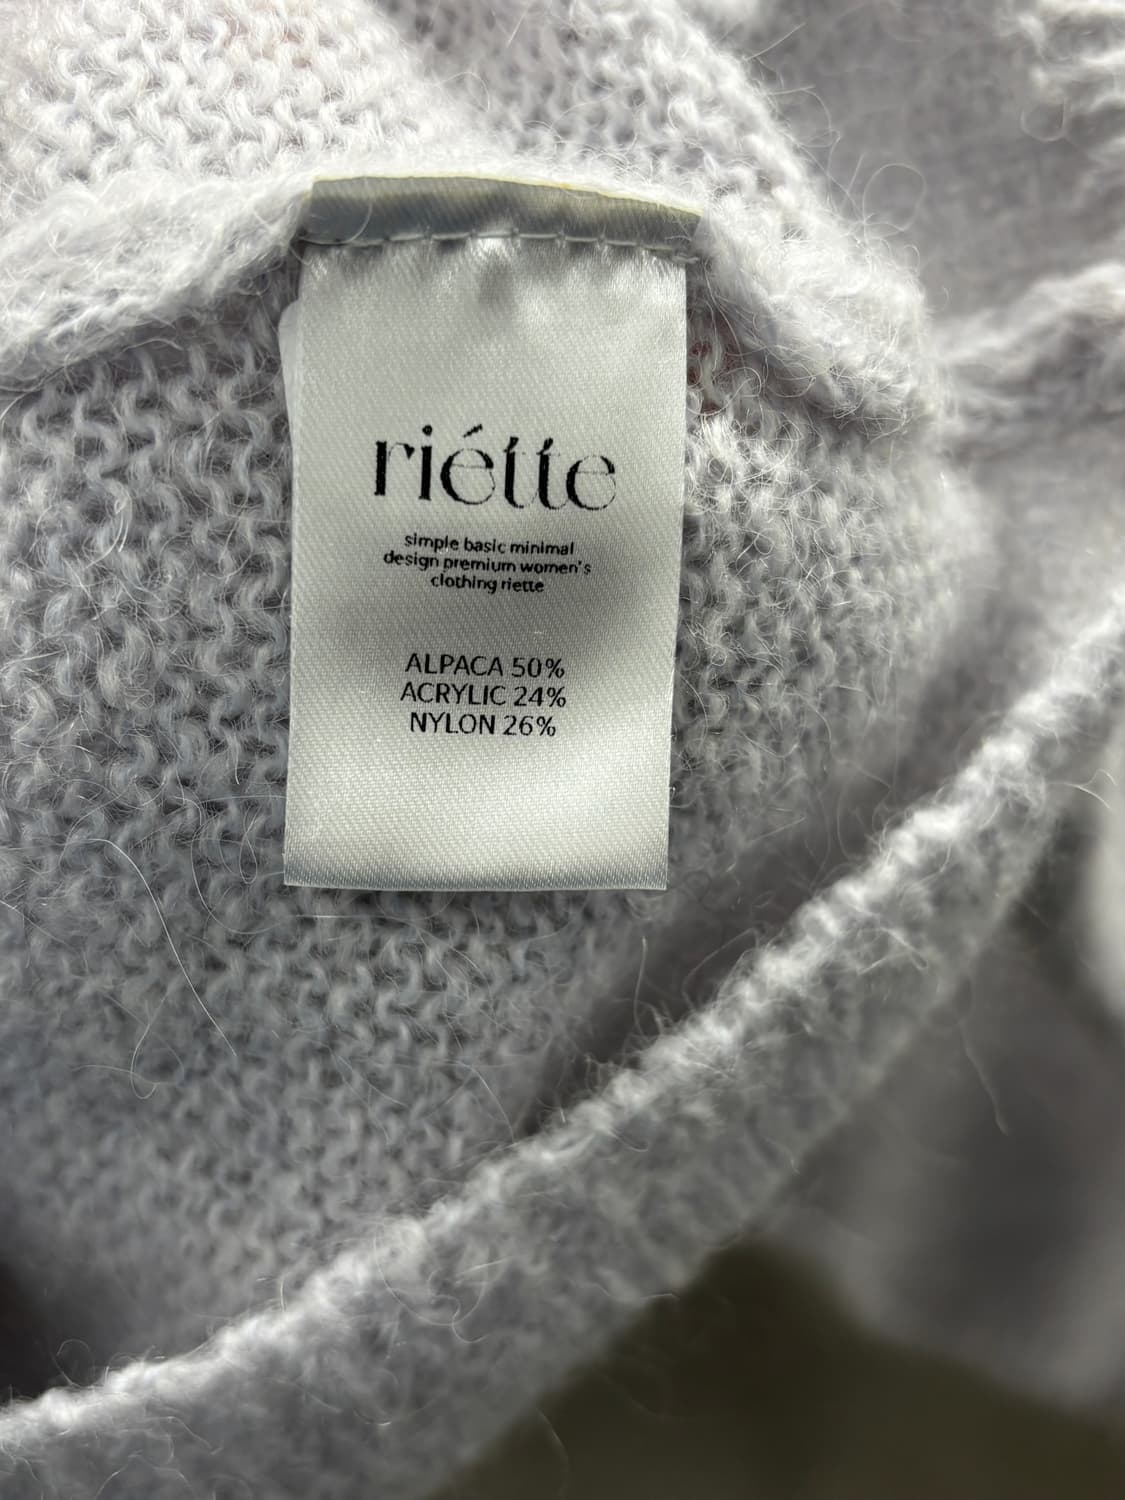 riétte
simple basic minimal
design premium women's
clothing riette
ALPACA 50%
ACRYLIC 24%
NYLON 26%